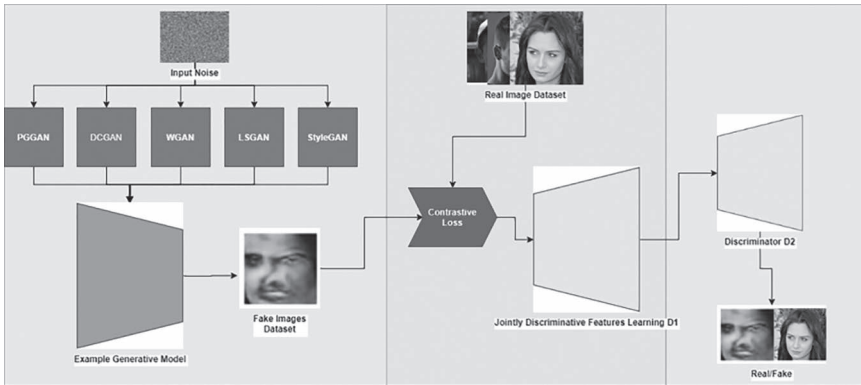 Input Noise
Real Image Dataset
PGGAN
DCGAN
WGAN
LSGAN
StyleGAN
Contrastive
Loss
Discriminator D2
Fake Images
Dataset
Jointly Discriminative Features Learning D1
Example Generative Model
Real/Fake